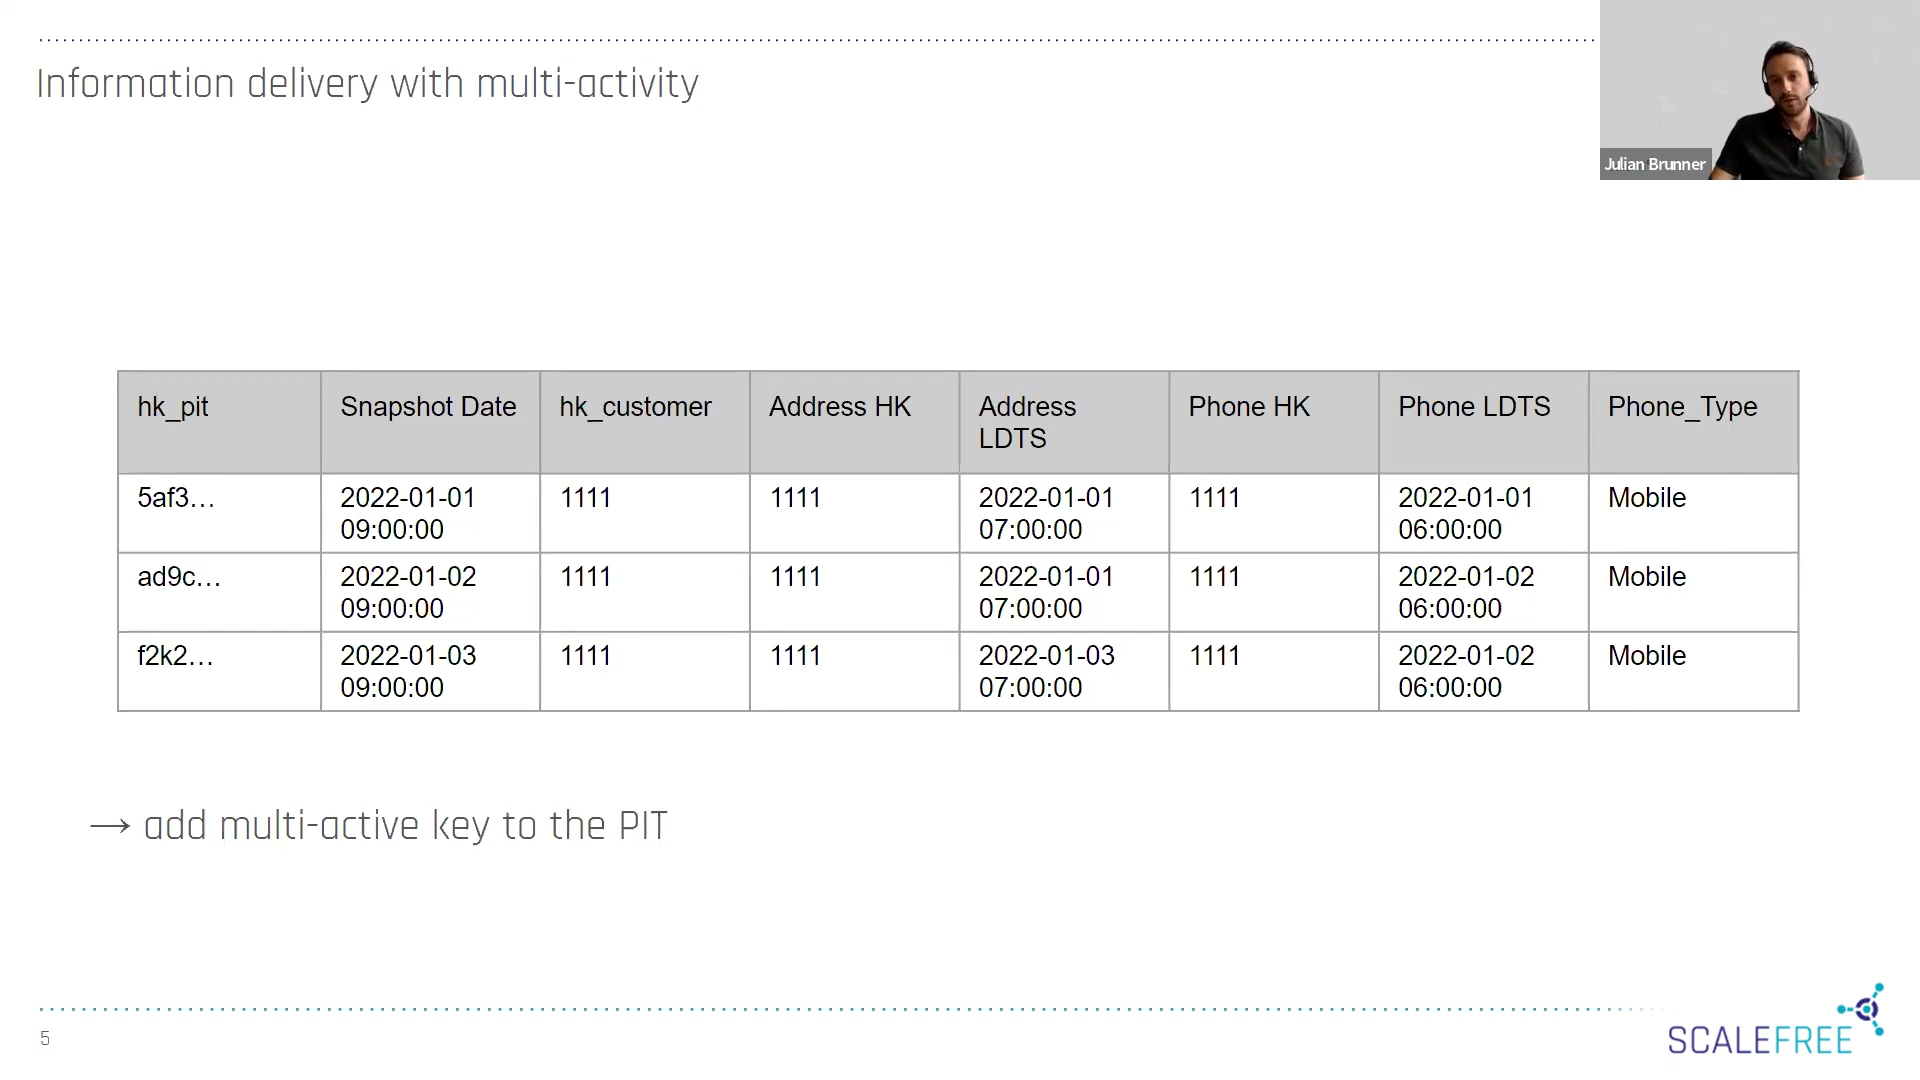 Information delivery with multi-activity
Julian Brunner
hk_pit Snapshot Date hk_customer Address HK Address LDTS Phone HK Phone LDTS Phone_Type
5af3… 2022-01-01 09:00:00 1111 1111 2022-01-01 07:00:00 1111 2022-01-01 06:00:00 Mobile
ad9c… 2022-01-02 09:00:00 1111 1111 2022-01-01 07:00:00 1111 2022-01-02 06:00:00 Mobile
f2k2… 2022-01-03 09:00:00 1111 1111 2022-01-03 07:00:00 1111 2022-01-02 06:00:00 Mobile
→ add multi-active key to the PIT
5
SCALEFREE